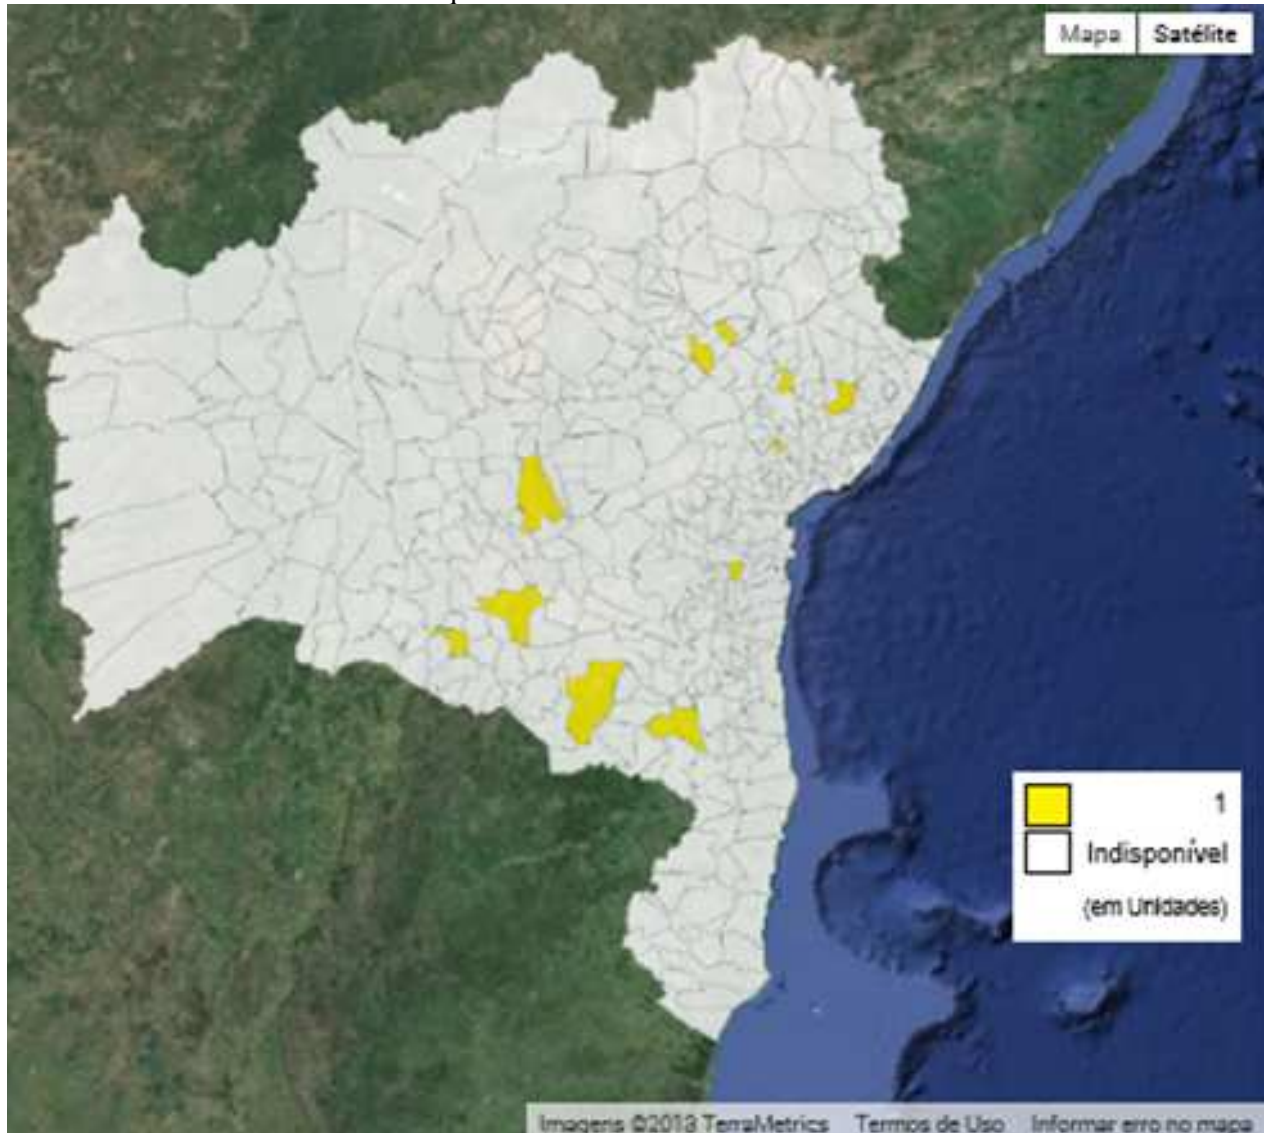 Mapa Satélite
1
Indisponível
(em Unidades)
Imagens ©2013 TerraMetrics Termos de Uso Informar erro no mapa